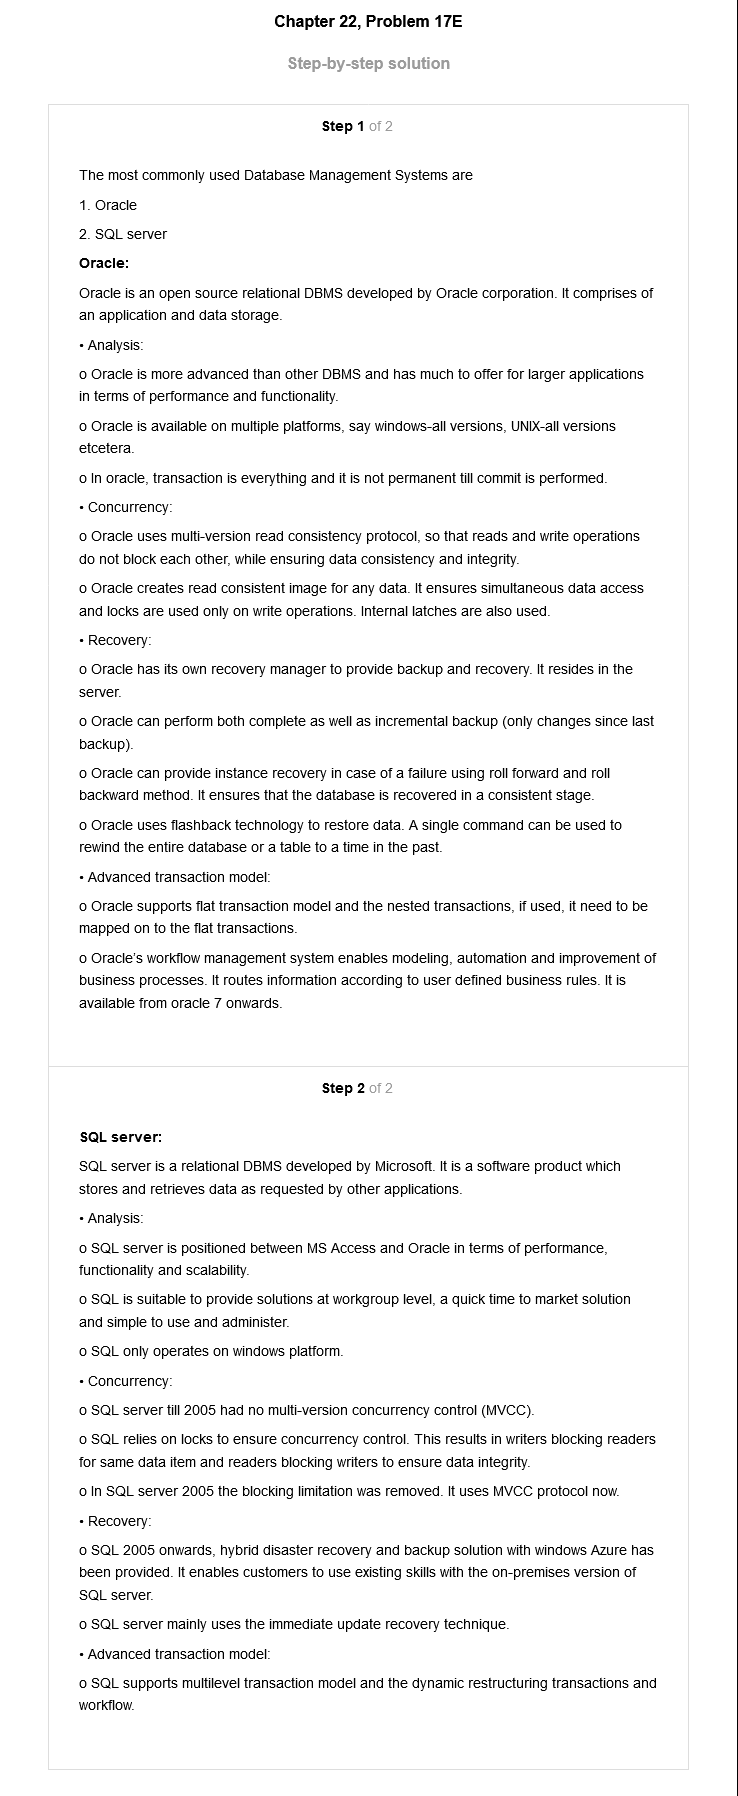 Chapter 22, Problem 17E
Step-by-step solution
Step 1 of 2
The most commonly used Database Management Systems are
1. Oracle
2. SQL server
Oracle:
Oracle is an open source relational DBMS developed by Oracle corporation. It comprises of
an application and data storage.
• Analysis:
o Oracle is more advanced than other DBMS and has much to offer for larger applications
in terms of performance and functionality.
o Oracle is available on multiple platforms, say windows-all versions, UNIX-all versions
etcetera.
o In oracle, transaction is everything and it is not permanent till commit is performed.
• Concurrency:
o Oracle uses multi-version read consistency protocol, so that reads and write operations
do not block each other, while ensuring data consistency and integrity.
o Oracle creates read consistent image for any data. It ensures simultaneous data access
and locks are used only on write operations. Internal latches are also used.
• Recovery:
o Oracle has its own recovery manager to provide backup and recovery. It resides in the
server.
o Oracle can perform both complete as well as incremental backup (only changes since last
backup).
o Oracle can provide instance recovery in case of a failure using roll forward and roll
backward method. It ensures that the database is recovered in a consistent stage.
o Oracle uses flashback technology to restore data. A single command can be used to
rewind the entire database or a table to a time in the past.
• Advanced transaction model:
o Oracle supports flat transaction model and the nested transactions, if used, it need to be
mapped on to the flat transactions.
o Oracle's workflow management system enables modeling, automation and improvement of
business processes. It routes information according to user defined business rules. It is
available from oracle 7 onwards.
Step 2 of 2
SQL server:
SQL server is a relational DBMS developed by Microsoft. It is a software product which
stores and retrieves data as requested by other applications.
• Analysis:
o SQL server is positioned between MS Access and Oracle in terms of performance,
functionality and scalability.
o SQL is suitable to provide solutions at workgroup level, a quick time to market solution
and simple to use and administer.
o SQL only operates on windows platform.
• Concurrency:
o SQL server till 2005 had no multi-version concurrency control (MVCC).
o SQL relies on locks to ensure concurrency control. This results in writers blocking readers
for same data item and readers blocking writers to ensure data integrity.
o In SQL server 2005 the blocking limitation was removed. It uses MVCC protocol now.
• Recovery:
o SQL 2005 onwards, hybrid disaster recovery and backup solution with windows Azure has
been provided. It enables customers to use existing skills with the on-premises version of
SQL server.
o SQL server mainly uses the immediate update recovery technique.
• Advanced transaction model:
o SQL supports multilevel transaction model and the dynamic restructuring transactions and
workflow.